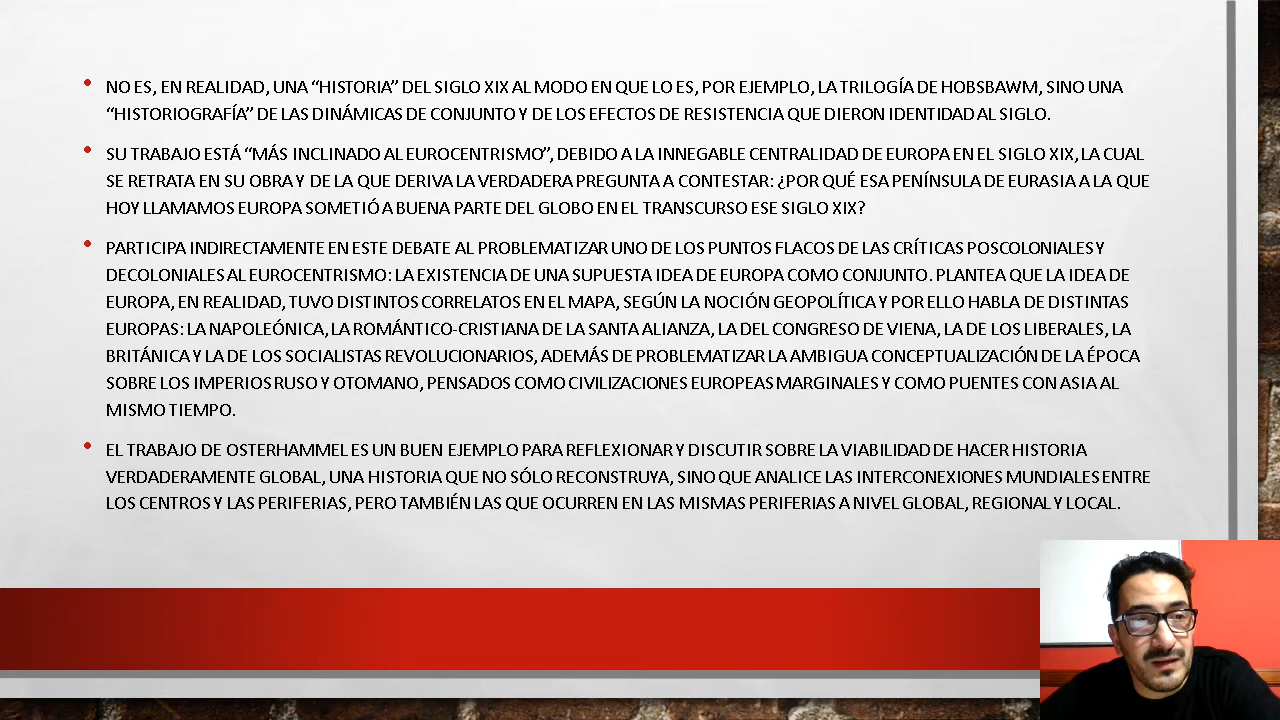 NO ES, EN REALIDAD, UNA “HISTORIA” DEL SIGLO XIX AL MODO EN QUE LO ES, POR EJEMPLO, LA TRILOGÍA DE HOBSBAWM, SINO UNA
“HISTORIOGRAFÍA” DE LAS DINÁMICAS DE CONJUNTO Y DE LOS EFECTOS DE RESISTENCIA QUE DIERON IDENTIDAD AL SIGLO.
SU TRABAJO ESTÁ “MÁS INCLINADO AL EUROCENTRISMO”, DEBIDO A LA INNEGABLE CENTRALIDAD DE EUROPA EN EL SIGLO XIX, LA CUAL
SE RETRATA EN SU OBRA Y DE LA QUE DERIVA LA VERDADERA PREGUNTA A CONTESTAR: ¿POR QUÉ ESA PENÍNSULA DE EURASIA A LA QUE
HOY LLAMAMOS EUROPA SOMETIÓ A BUENA PARTE DEL GLOBO EN EL TRANSCURSO ESE SIGLO XIX?
PARTICIPA INDIRECTAMENTE EN ESTE DEBATE AL PROBLEMATIZAR UNO DE LOS PUNTOS FLACOS DE LAS CRÍTICAS POSCOLONIALES Y
DECOLONIALES AL EUROCENTRISMO: LA EXISTENCIA DE UNA SUPUESTA IDEA DE EUROPA COMO CONJUNTO. PLANTEA QUE LA IDEA DE
EUROPA, EN REALIDAD, TUVO DISTINTOS CORRELATOS EN EL MAPA, SEGÚN LA NOCIÓN GEOPOLÍTICA Y POR ELLO HABLA DE DISTINTAS
EUROPAS: LA NAPOLEÓNICA, LA ROMÁNTICO-CRISTIANA DE LA SANTA ALIANZA, LA DEL CONGRESO DE VIENA, LA DE LOS LIBERALES, LA
BRITÁNICA Y LA DE LOS SOCIALISTAS REVOLUCIONARIOS, ADEMÁS DE PROBLEMATIZAR LA AMBIGUA CONCEPTUALIZACIÓN DE LA ÉPOCA
SOBRE LOS IMPERIOS RUSO Y OTOMANO, PENSADOS COMO CIVILIZACIONES EUROPEAS MARGINALES Y COMO PUENTES CON ASIA AL
MISMO TIEMPO.
EL TRABAJO DE OSTERHAMMEL ES UN BUEN EJEMPLO PARA REFLEXIONAR Y DISCUTIR SOBRE LA VIABILIDAD DE HACER HISTORIA
VERDADERAMENTE GLOBAL, UNA HISTORIA QUE NO SÓLO RECONSTRUYA, SINO QUE ANALICE LAS INTERCONEXIONES MUNDIALES ENTRE
LOS CENTROS Y LAS PERIFERIAS, PERO TAMBIÉN LAS QUE OCURREN EN LAS MISMAS PERIFERIAS A NIVEL GLOBAL, REGIONAL Y LOCAL.